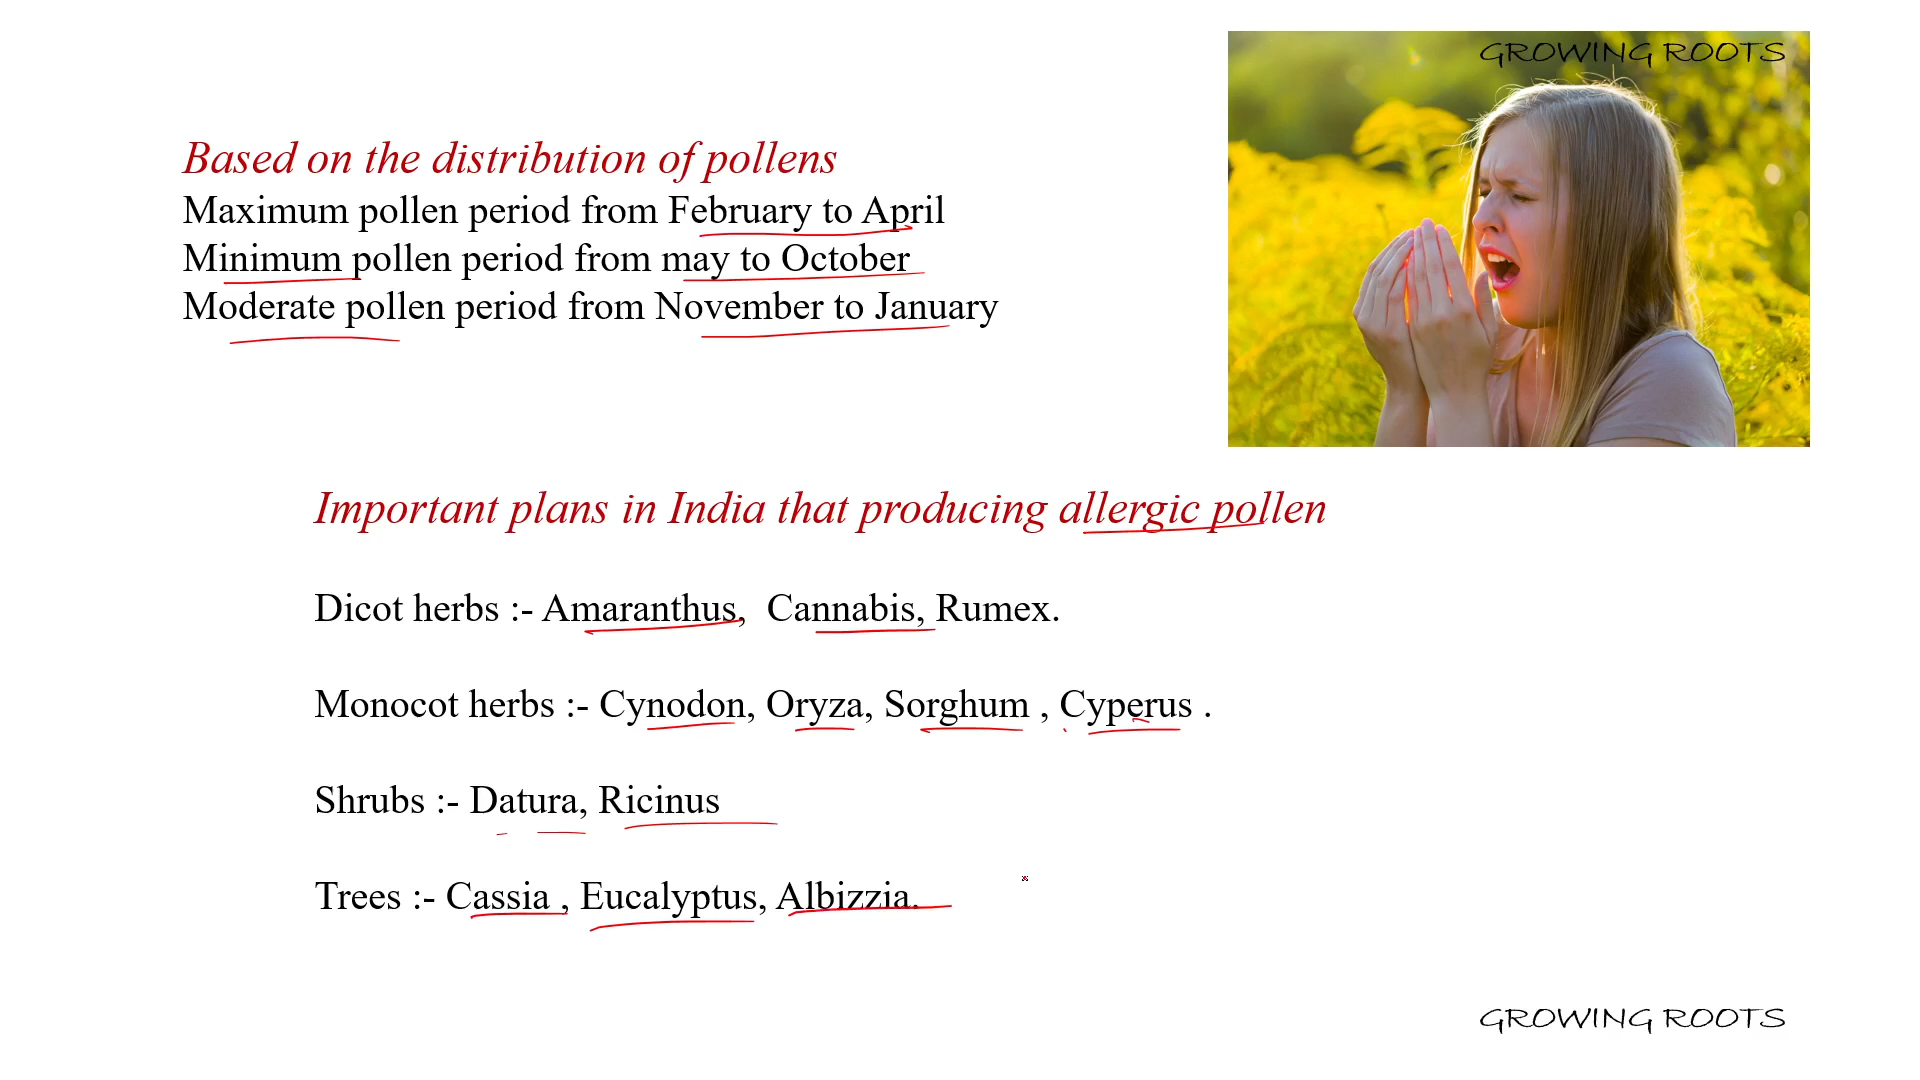 GROWING ROOTS
Based on the distribution of pollens
Maximum pollen period from February to April
Minimum pollen period from may to October
Moderate pollen period from November to January
Important plans in India that producing allergic pollen
Dicot herbs :- Amaranthus,  Cannabis, Rumex.
Monocot herbs :- Cynodon, Oryza, Sorghum , Cyperus .
Shrubs :- Datura, Ricinus
Trees :- Cassia , Eucalyptus, Albizzia.
GROWING ROOTS